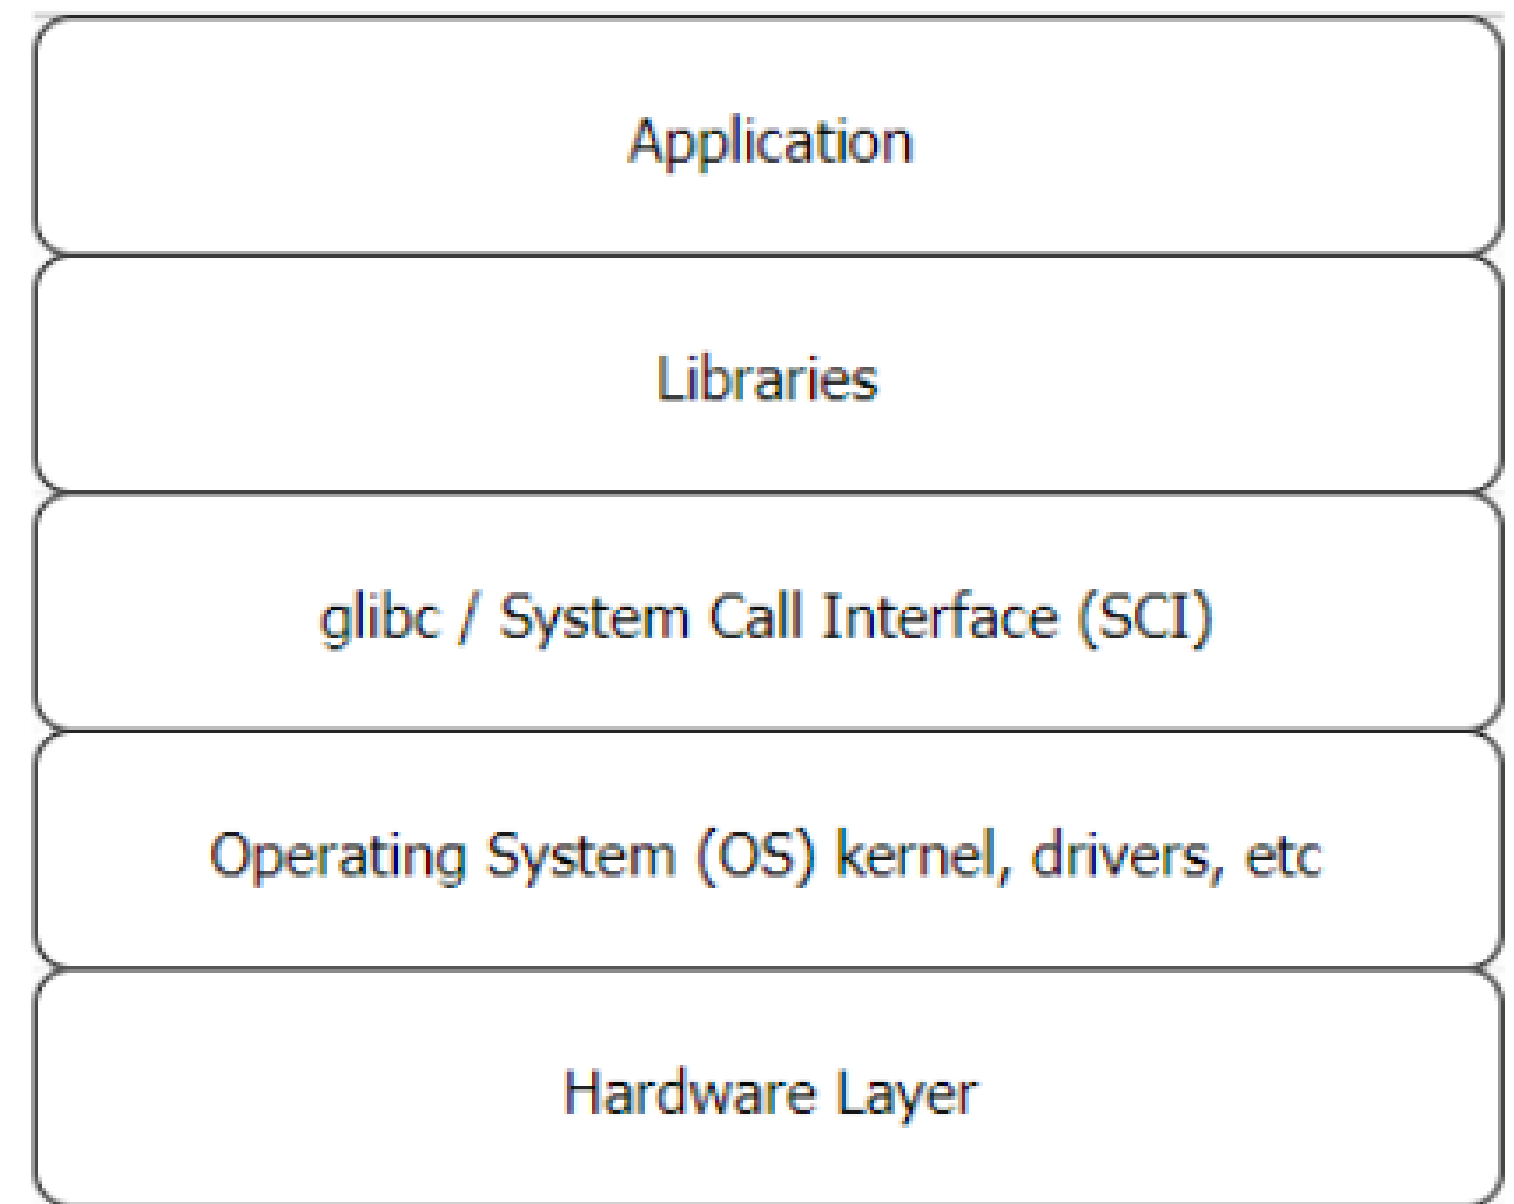 Application
Libraries
glibc / System Call Interface (SCI)
Operating System (OS) kernel, drivers, etc
Hardware Layer